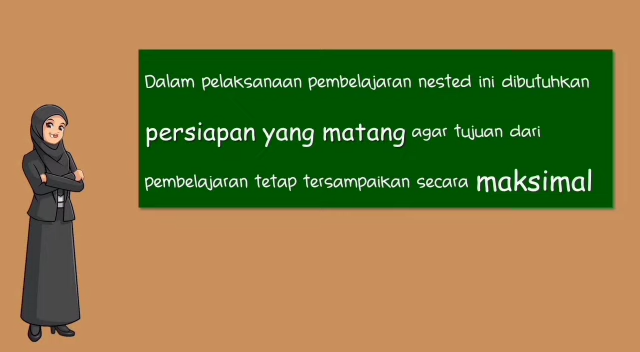 Dalam pelaksanaan pembelajaran nested ini dibutuhkan
persiapan yang matang agar tujuan dari
pembelajaran tetap tersampaikan secara maksimal